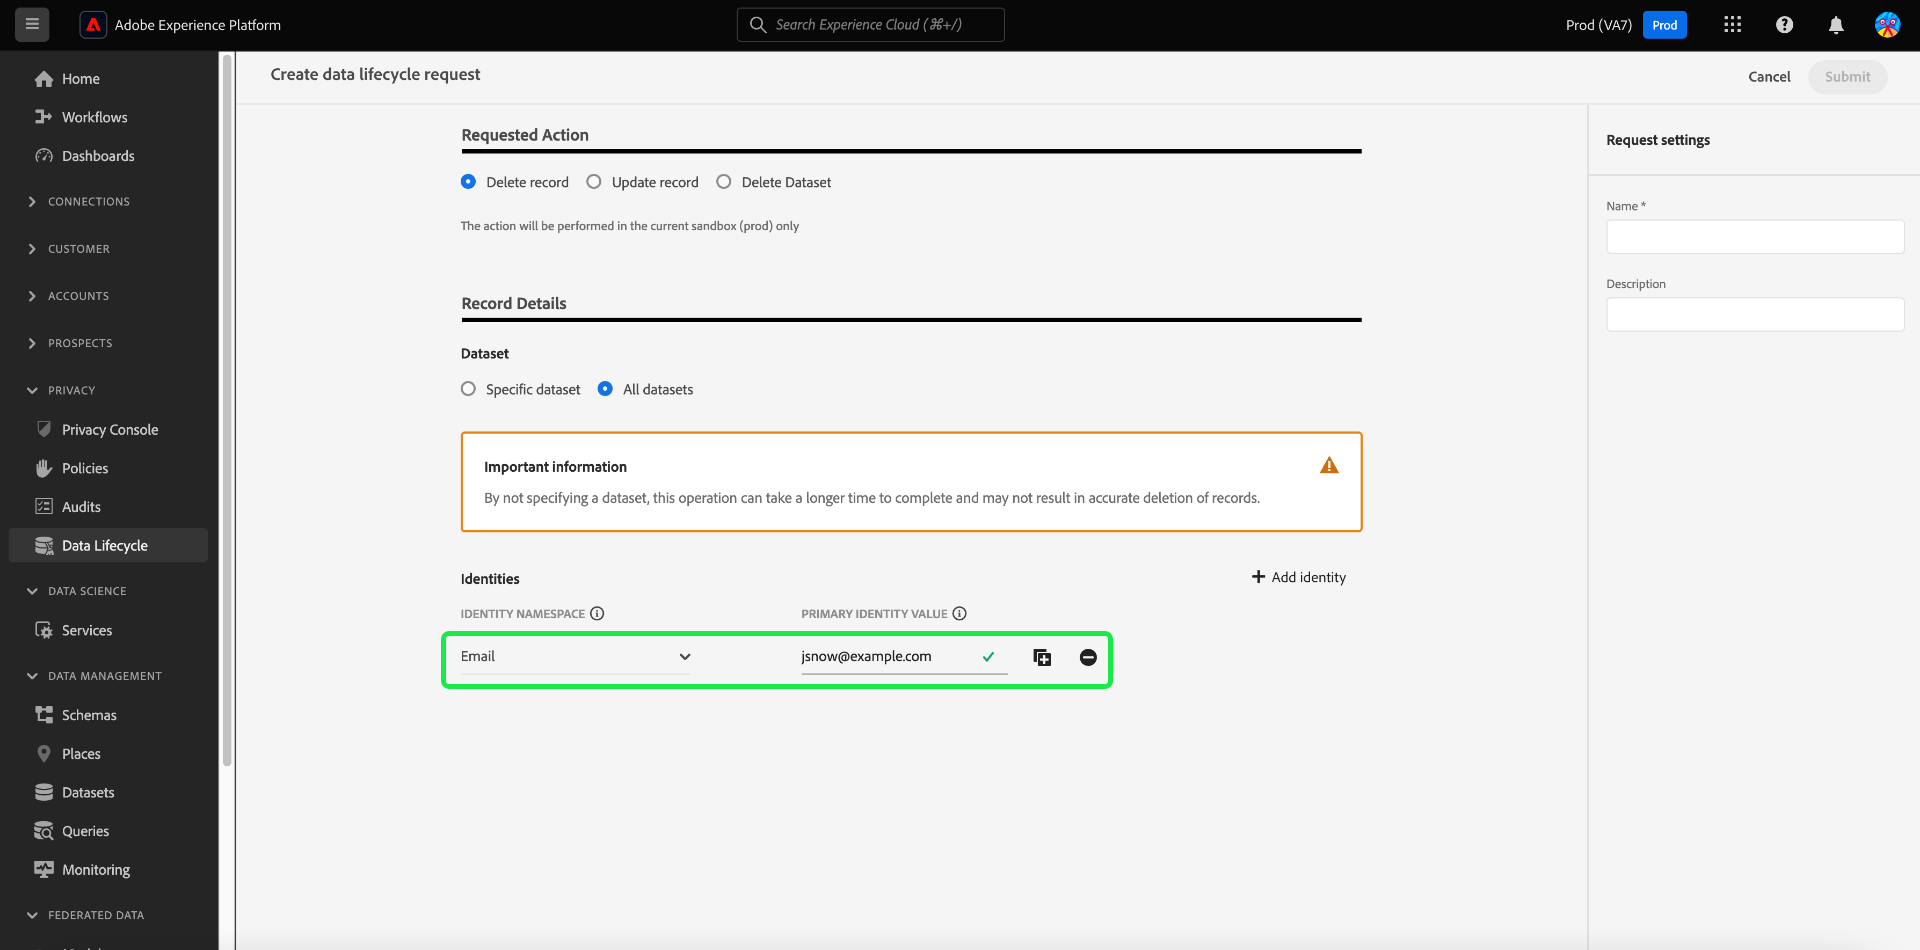 Adobe Experience Platform
Search Experience Cloud (⌘+/)
Prod (VA7)
Prod
Home
Workflows
Dashboards
CONNECTIONS
CUSTOMER
ACCOUNTS
PROSPECTS
PRIVACY
Privacy Console
Policies
Audits
Data Lifecycle
DATA SCIENCE
Services
DATA MANAGEMENT
Schemas
Places
Datasets
Queries
Monitoring
FEDERATED DATA
Create data lifecycle request
Cancel
Submit
Requested Action
Delete record
Update record
Delete Dataset
The action will be performed in the current sandbox (prod) only
Record Details
Dataset
Specific dataset
All datasets
Important information
By not specifying a dataset, this operation can take a longer time to complete and may not result in accurate deletion of records.
Identities
Add identity
IDENTITY NAMESPACE
PRIMARY IDENTITY VALUE
Email
jsnow@example.com
Request settings
Name *
Description